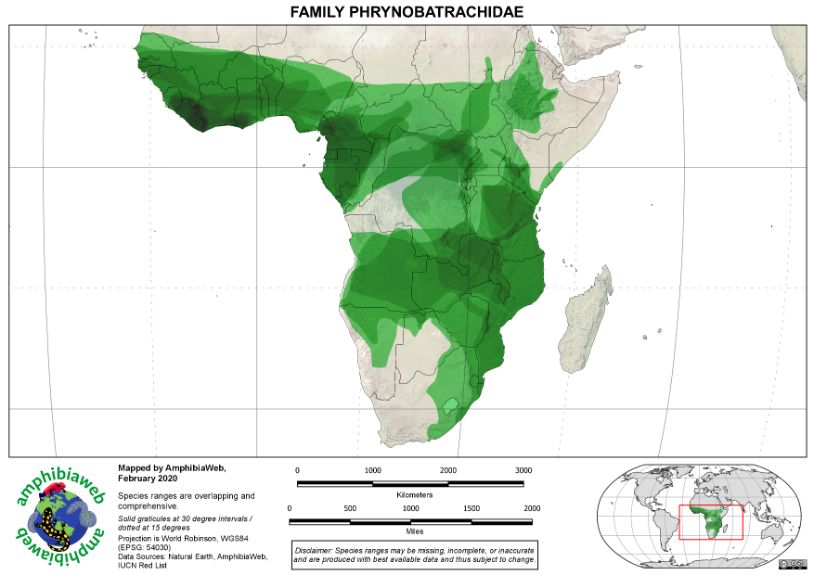 FAMILY PHRYNOBATRACHIDAE
amphibiaweb
amphibiaweb
Mapped by AmphibiaWeb,
February 2020
Species ranges are overlapping and
comprehensive.
Solid graticules at 30 degree intervals /
dotted at 15 degrees
Projection is World Robinson, WGS84
(EPSG: 54030)
Data Sources: Natural Earth, AmphibiaWeb,
IUCN Red List
0 1000 2000 3000
Kilometers
0 500 1000 1500 2000
Miles
Disclaimer: Species ranges may be missing, incomplete, or inaccurate
and are produced with best available data and thus subject to change.